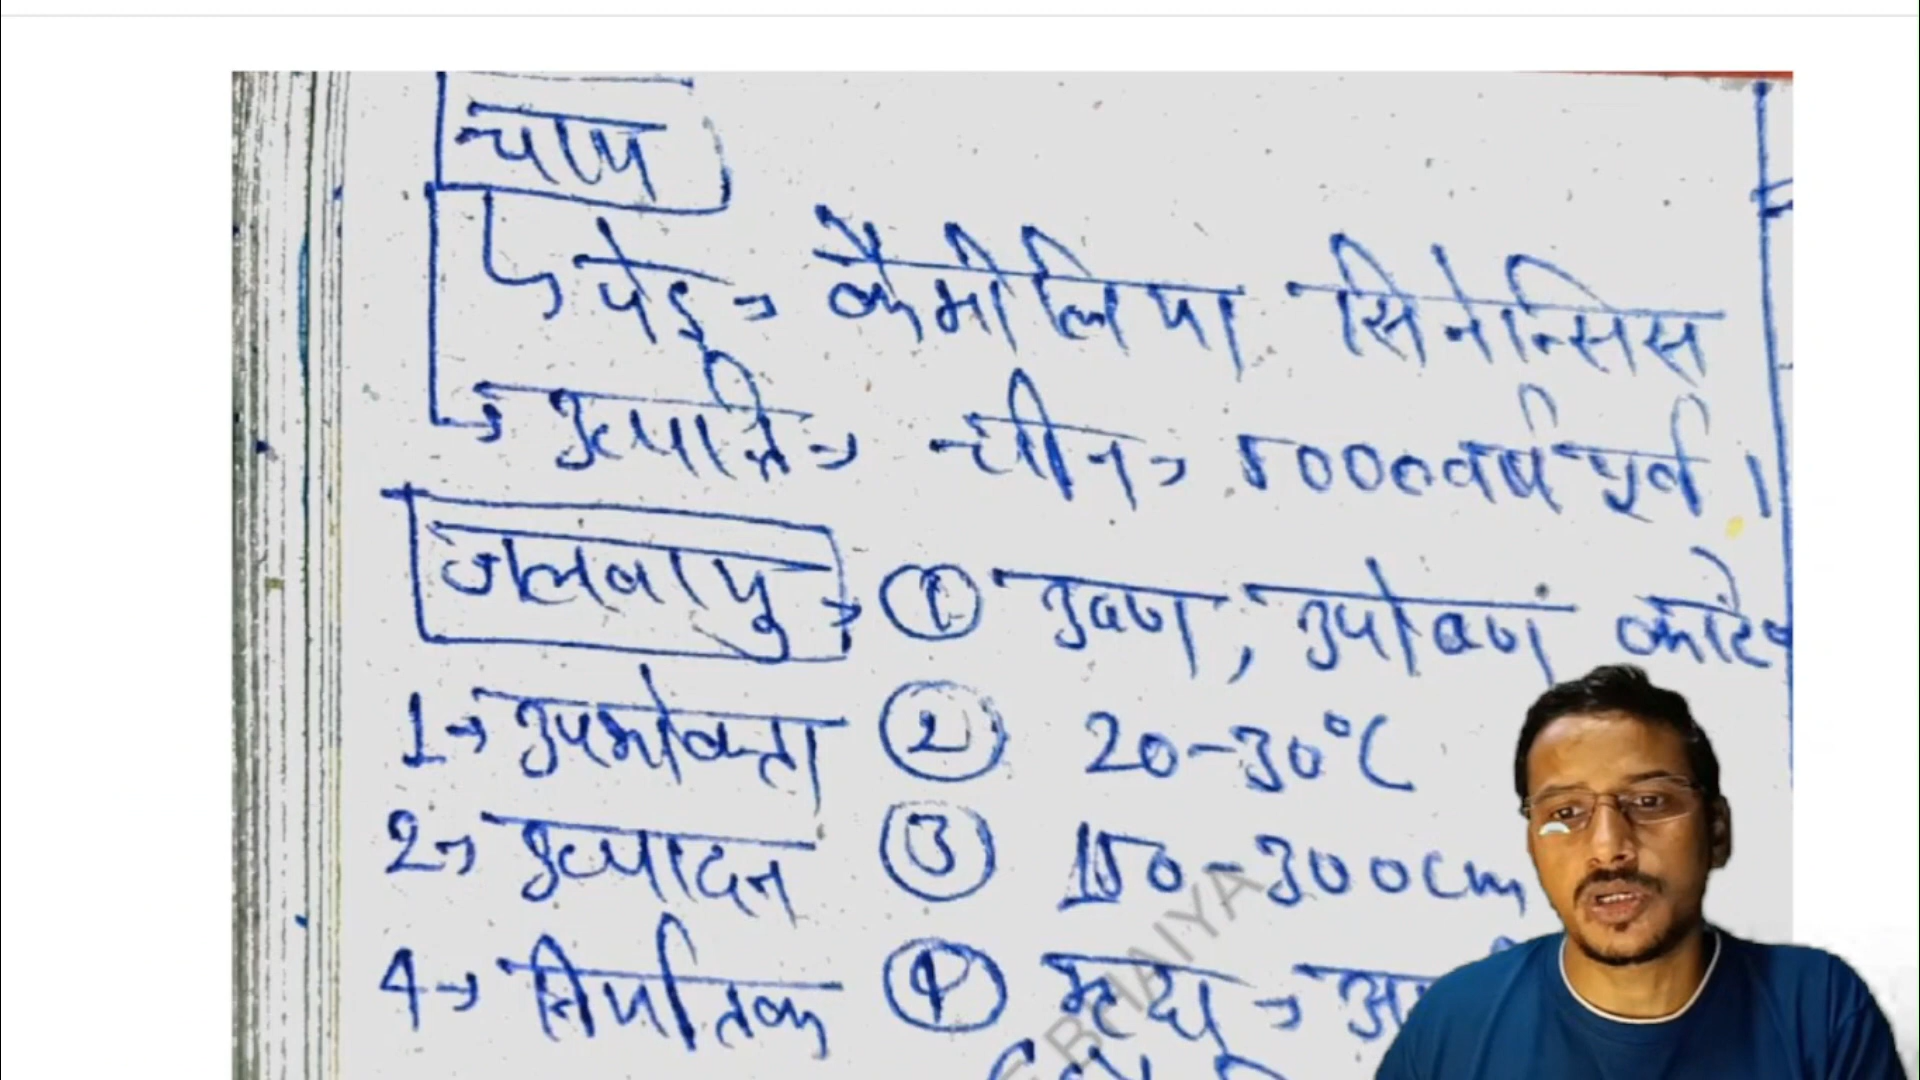 चाय
↳ पेड़ → कैमीलिया सिनेन्सिस
→ उत्पत्ति → चीन → 5000 वर्ष पूर्व ।
जलवायु → ① उष्ण, उपोष्ण
1 → उपभोक्ता ② 20-30°C
2 → उत्पादन ③ 150-300cm
4 → निर्यातक ④ मृदा →
BHAIYA